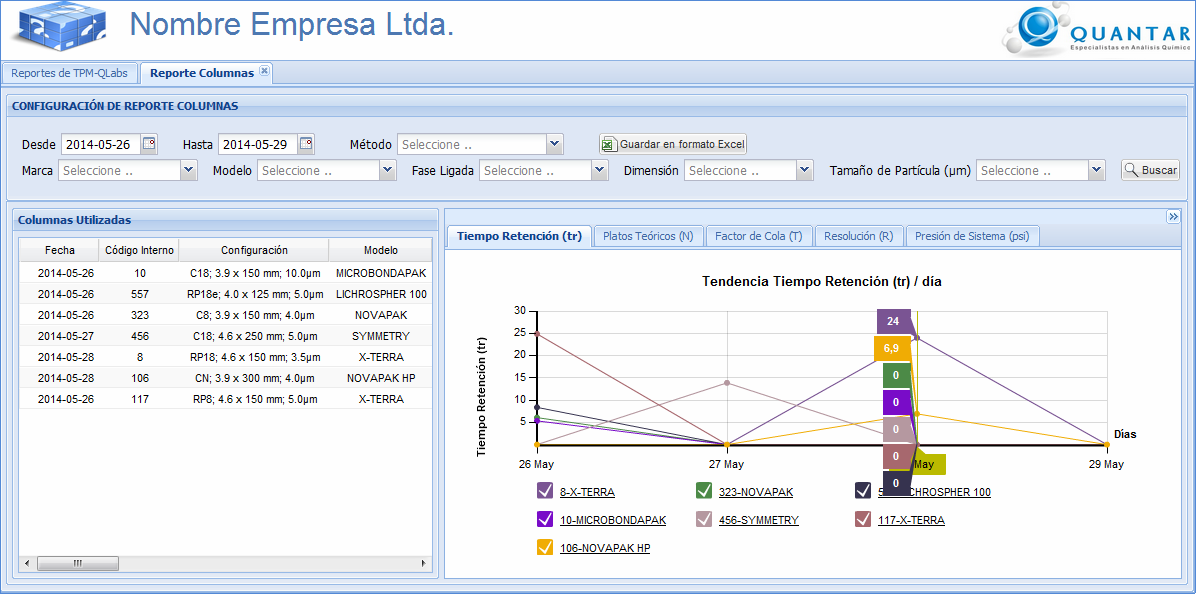 Nombre Empresa Ltda.
QUANTAR
Especialistas en Análisis Químico
Reportes de TPM-QLabs Reporte Columnas
CONFIGURACIÓN DE REPORTE COLUMNAS
Desde 2014-05-26 Hasta 2014-05-29 Método Seleccione .. Guardar en formato Excel
Marca Seleccione .. Modelo Seleccione .. Fase Ligada Seleccione .. Dimensión Seleccione .. Tamaño de Partícula (µm) Seleccione .. Buscar
Columnas Utilizadas
Fecha Código Interno Configuración Modelo
2014-05-26 10 C18; 3.9 x 150 mm; 10.0µm MICROBONDAPAK
2014-05-26 557 RP18e; 4.0 x 125 mm; 5.0µm LICHROSPHER 100
2014-05-26 323 C8; 3.9 x 150 mm; 4.0µm NOVAPAK
2014-05-27 456 C18; 4.6 x 250 mm; 5.0µm SYMMETRY
2014-05-28 8 RP18; 4.6 x 150 mm; 3.5µm X-TERRA
2014-05-28 106 CN; 3.9 x 300 mm; 4.0µm NOVAPAK HP
2014-05-26 117 RP8; 4.6 x 150 mm; 5.0µm X-TERRA
Tiempo Retención (tr) Platos Teóricos (N) Factor de Cola (T) Resolución (R) Presión de Sistema (psi)
Tendencia Tiempo Retención (tr) / día
Tiempo Retención (tr)
30
25
20
15
10
5
24
6,9
0
0
0
0
0
Días
26 May 27 May May 29 May
8-X-TERRA 323-NOVAPAK 5 CHROSPHER 100
10-MICROBONDAPAK 456-SYMMETRY 117-X-TERRA
106-NOVAPAK HP